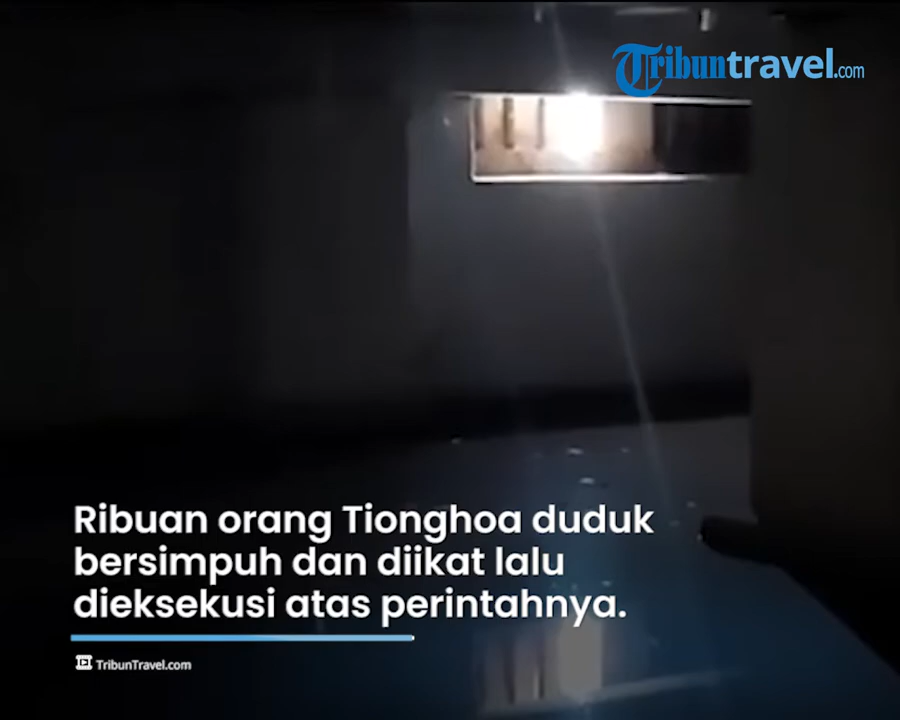 Tribuntravel.com
Ribuan orang Tionghoa duduk
bersimpuh dan diikat lalu
dieksekusi atas perintahnya.
TribunTravel.com